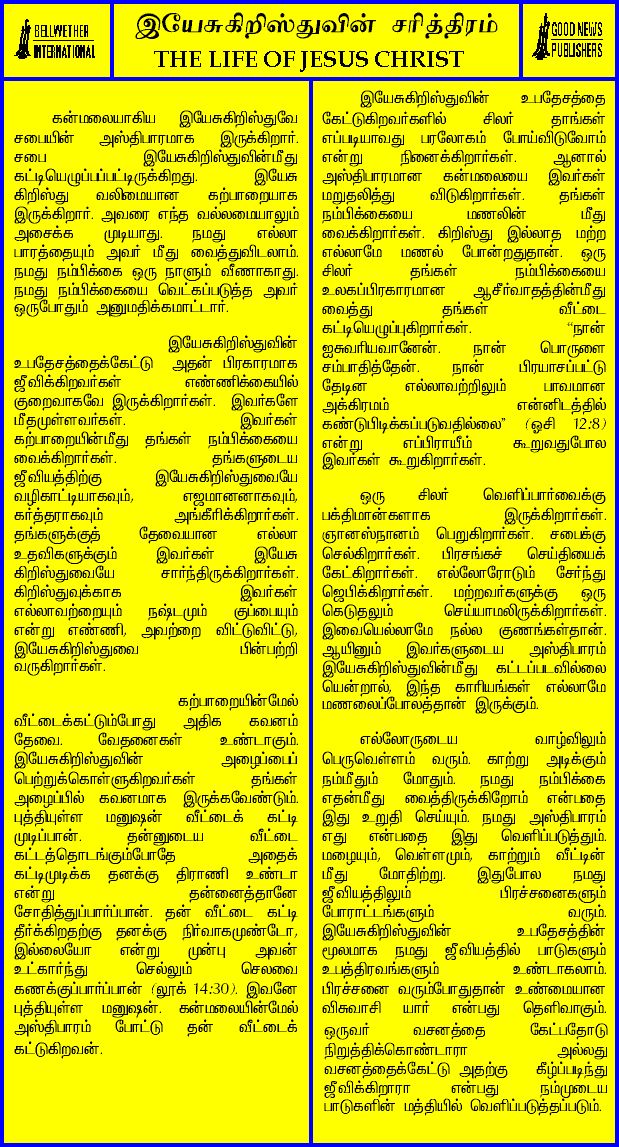 BELLWETHER
INTERNATIONAL
இயேசுகிறிஸ்துவின் சரித்திரம்
THE LIFE OF JESUS CHRIST
GOOD NEWS
PUBLISHERS
கன்மலையாகிய இயேசுகிறிஸ்துவே
சபையின் அஸ்திபாரமாக இருக்கிறார்.
சபை இயேசுகிறிஸ்துவின்மீது
கட்டியெழுப்பப்பட்டிருக்கிறது. இயேசு
கிறிஸ்து வலிமையான கற்பாறையாக
இருக்கிறார். அவரை எந்த வல்லமையாலும்
அசைக்க முடியாது. நமது எல்லா
பாரத்தையும் அவர் மீது வைத்துவிடலாம்.
நமது நம்பிக்கை ஒரு நாளும் வீணாகாது.
நமது நம்பிக்கையை வெட்கப்படுத்த அவர்
ஒருபோதும் அனுமதிக்கமாட்டார்.
இயேசுகிறிஸ்துவின்
உபதேசத்தைக்கேட்டு அதன் பிரகாரமாக
ஜீவிக்கிறவர்கள் எண்ணிக்கையில்
குறைவாகவே இருக்கிறார்கள். இவர்களே
மீதமுள்ளவர்கள். இவர்கள்
கற்பாறையின்மீது தங்கள் நம்பிக்கையை
வைக்கிறார்கள். தங்களுடைய
ஜீவியத்திற்கு இயேசுகிறிஸ்துவையே
வழிகாட்டியாகவும், எஜமானனாகவும்,
கர்த்தராகவும் அங்கீரிக்கிறார்கள்.
தங்களுக்குத் தேவையான எல்லா
உதவிகளுக்கும் இவர்கள் இயேசு
கிறிஸ்துவையே சார்ந்திருக்கிறார்கள்.
கிறிஸ்துவுக்காக இவர்கள்
எல்லாவற்றையும் நஷ்டமும் குப்பையும்
என்று எண்ணி, அவற்றை விட்டுவிட்டு,
இயேசுகிறிஸ்துவை பின்பற்றி
வருகிறார்கள்.
கற்பாறையின்மேல்
வீட்டைக்கட்டும்போது அதிக கவனம்
தேவை. வேதனைகள் உண்டாகும்.
இயேசுகிறிஸ்துவின் அழைப்பைப்
பெற்றுக்கொள்ளுகிறவர்கள் தங்கள்
அழைப்பில் கவனமாக இருக்கவேண்டும்.
புத்தியுள்ள மனுஷன் வீட்டைக் கட்டி
முடிப்பான். தன்னுடைய வீட்டை
கட்டத்தொடங்கும்போதே அதைக்
கட்டிமுடிக்க தனக்கு திராணி உண்டா
என்று தன்னைத்தானே
சோதித்துப்பார்ப்பான். தன் வீட்டை கட்டி
தீர்க்கிறதற்கு தனக்கு நிர்வாகமுண்டோ,
இல்லையோ என்று முன்பு அவன்
உட்கார்ந்து செல்லும் செலவை
கணக்குப்பார்ப்பான் (லூக் 14:30). இவனே
புத்தியுள்ள மனுஷன். கன்மலையின்மேல்
அஸ்திபாரம் போட்டு தன் வீட்டைக்
கட்டுகிறவன்.
இயேசுகிறிஸ்துவின் உபதேசத்தை
கேட்டுகிறவர்களில் சிலர் தாங்கள்
எப்படியாவது பரலோகம் போய்விடுவோம்
என்று நினைக்கிறார்கள். ஆனால்
அஸ்திபாரமான கன்மலையை இவர்கள்
மறுதலித்து விடுகிறார்கள். தங்கள்
நம்பிக்கையை மணலின் மீது
வைக்கிறார்கள். கிறிஸ்து இல்லாத மற்ற
எல்லாமே மணல் போன்றதுதான். ஒரு
சிலர் தங்கள் நம்பிக்கையை
உலகப்பிரகாரமான ஆசீர்வாதத்தின்மீது
வைத்து தங்கள் வீட்டை
கட்டியெழுப்புகிறார்கள். “நான்
ஐசுவரியவானேன். நான் பொருளை
சம்பாதித்தேன். நான் பிரயாசப்பட்டு
தேடின எல்லாவற்றிலும் பாவமான
அக்கிரமம் என்னிடத்தில்
கண்டுபிடிக்கப்படுவதில்லை” (ஓசி 12:8)
என்று எப்பிராயீம் கூறுவதுபோல
இவர்கள் கூறுகிறார்கள்.
ஒரு சிலர் வெளிப்பார்வைக்கு
பக்திமான்களாக இருக்கிறார்கள்.
ஞானஸ்நானம் பெறுகிறார்கள். சபைக்கு
செல்கிறார்கள். பிரசங்கச் செய்தியைக்
கேட்கிறார்கள். எல்லோரோடும் சேர்ந்து
ஜெபிக்கிறார்கள். மற்றவர்களுக்கு ஒரு
கெடுதலும் செய்யாமலிருக்கிறார்கள்.
இவையெல்லாமே நல்ல குணங்கள்தான்.
ஆயினும் இவர்களுடைய அஸ்திபாரம்
இயேசுகிறிஸ்துவின்மீது கட்டப்படவில்லை
யென்றால், இந்த காரியங்கள் எல்லாமே
மணலைப்போலத்தான் இருக்கும்.
எல்லோருடைய வாழ்விலும்
பெருவெள்ளம் வரும். காற்று அடிக்கும்
நம்மீதும் மோதும். நமது நம்பிக்கை
எதன்மீது வைத்திருக்கிறோம் என்பதை
இது உறுதி செய்யும். நமது அஸ்திபாரம்
எது என்பதை இது வெளிப்படுத்தும்.
மழையும், வெள்ளமும், காற்றும் வீட்டின்
மீது மோதிற்று. இதுபோல நமது
ஜீவியத்திலும் பிரச்சனைகளும்
போராட்டங்களும் வரும்.
இயேசுகிறிஸ்துவின் உபதேசத்தின்
மூலமாக நமது ஜீவியத்தில் பாடுகளும்
உபத்திரவங்களும் உண்டாகலாம்.
பிரச்சனை வரும்போதுதான் உண்மையான
விசுவாசி யார் என்பது தெளிவாகும்.
ஒருவர் வசனத்தை கேட்பதோடு
நிறுத்திக்கொண்டாரா அல்லது
வசனத்தைக்கேட்டு அதற்கு கீழ்ப்படிந்து
ஜீவிக்கிறாரா என்பது நம்முடைய
பாடுகளின் மத்தியில் வெளிப்படுத்தப்படும்.